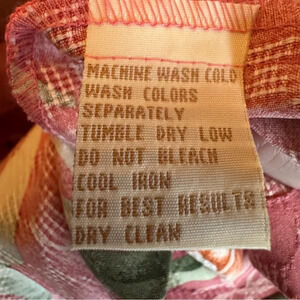 MACHINE WASH COLD
WASH COLORS
SEPARATELY
TUMBLE DRY LOW
DO NOT BLEACH
COOL IRON
FOR BEST RESULTS
DRY CLEAN